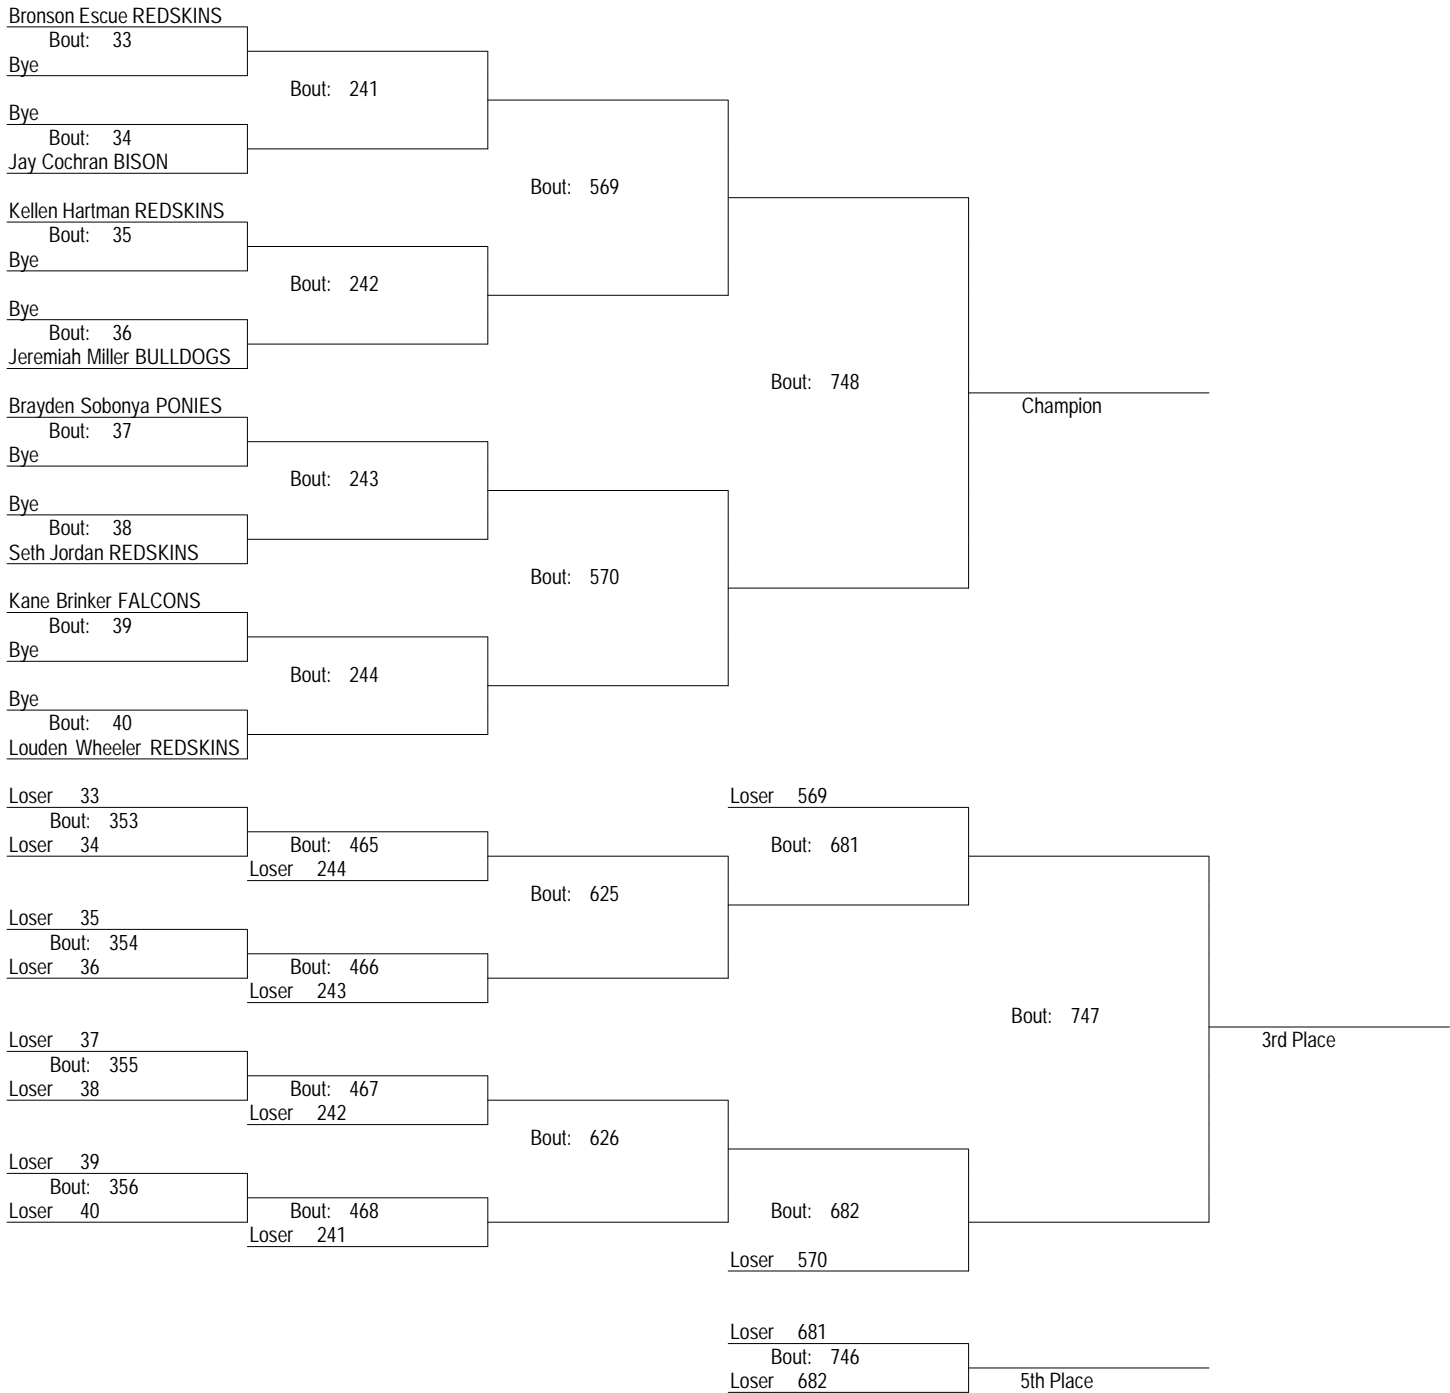 Bronson Escue REDSKINS
Bout: 33
Bye
Bout: 241
Bye
Bout: 34
Jay Cochran BISON
Bout: 569
Kellen Hartman REDSKINS
Bout: 35
Bye
Bout: 242
Bye
Bout: 36
Jeremiah Miller BULLDOGS
Bout: 748
Champion
Brayden Sobonya PONIES
Bout: 37
Bye
Bout: 243
Bye
Bout: 38
Seth Jordan REDSKINS
Bout: 570
Kane Brinker FALCONS
Bout: 39
Bye
Bout: 244
Bye
Bout: 40
Louden Wheeler REDSKINS
Loser 33
Bout: 353
Loser 34
Bout: 465
Loser 244
Bout: 625
Loser 569
Bout: 681
Loser 35
Bout: 354
Loser 36
Bout: 466
Loser 243
Bout: 747
3rd Place
Loser 37
Bout: 355
Loser 38
Bout: 467
Loser 242
Bout: 626
Loser 39
Bout: 356
Loser 40
Bout: 468
Loser 241
Bout: 682
Loser 570
Loser 681
Bout: 746
Loser 682
5th Place